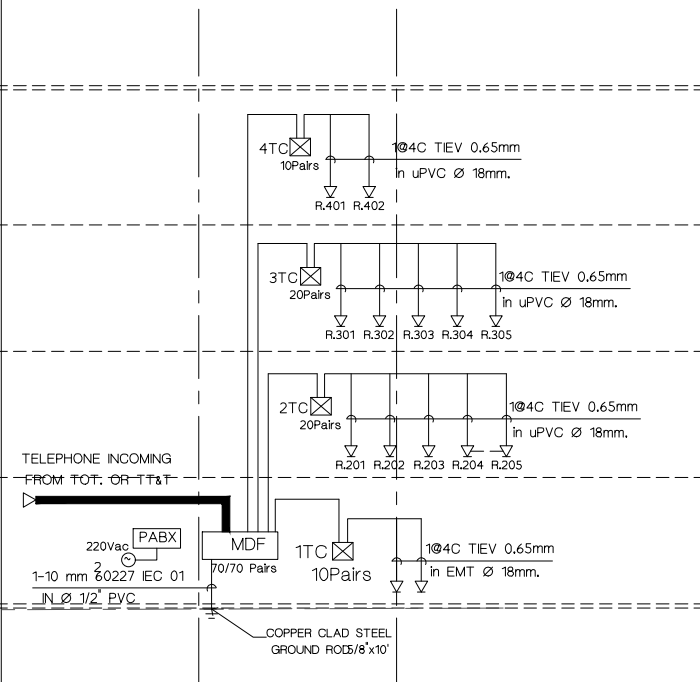 4TC
10Pairs
1@4C TIEV 0.65mm
in uPVC Ø 18mm.
R.401 R.402
3TC
20Pairs
1@4C TIEV 0.65mm
in uPVC Ø 18mm.
R.301 R.302 R.303 R.304 R.305
2TC
20Pairs
1@4C TIEV 0.65mm
in uPVC Ø 18mm.
R.201 R.202 R.203 R.204 R.205
TELEPHONE INCOMING
FROM TOT. OR TT&T
PABX
220Vac
MDF
70/70 Pairs
1TC
10Pairs
1@4C TIEV 0.65mm
in EMT Ø 18mm.
2
1-10 mm 60227 IEC 01
IN Ø 1/2" PVC
COPPER CLAD STEEL
GROUND ROD5/8"x10'